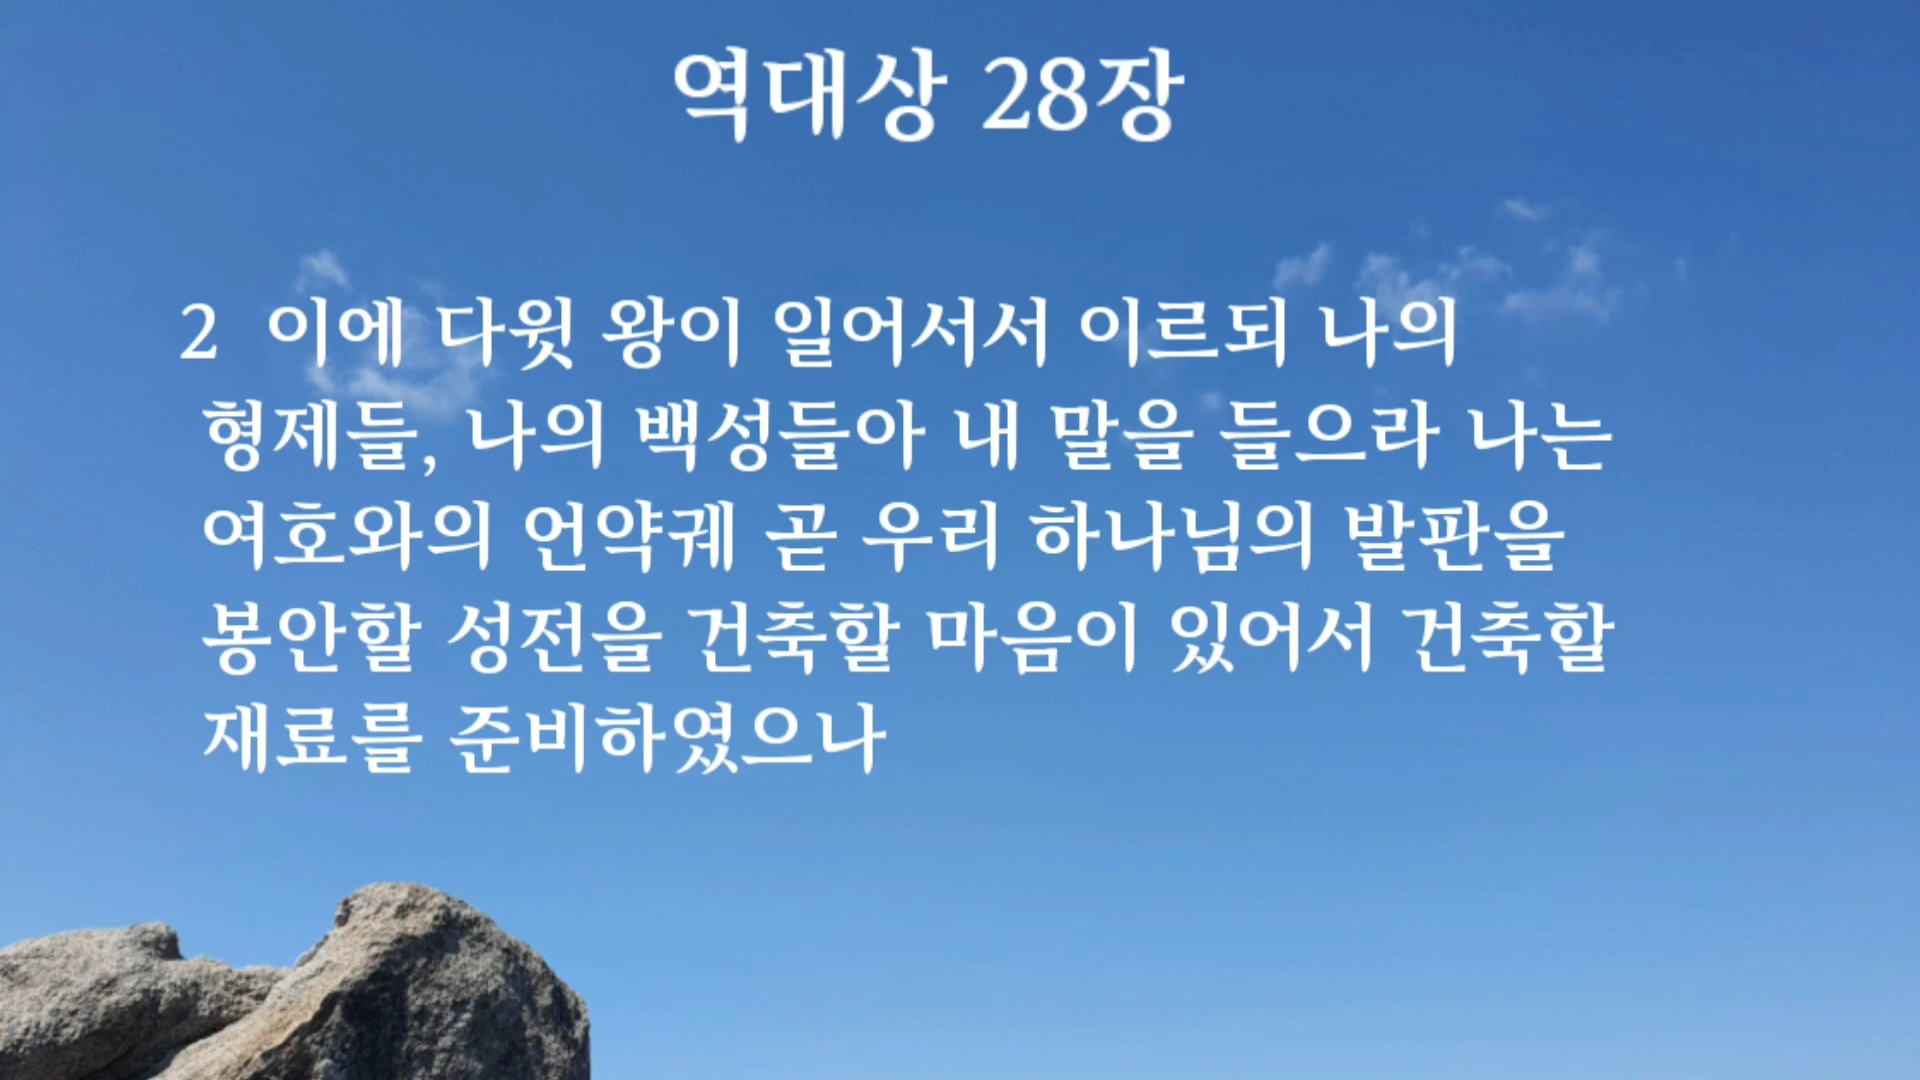 역대상 28장
2 이에 다윗 왕이 일어서서 이르되 나의
형제들, 나의 백성들아 내 말을 들으라 나는
여호와의 언약궤 곧 우리 하나님의 발판을
봉안할 성전을 건축할 마음이 있어서 건축할
재료를 준비하였으나